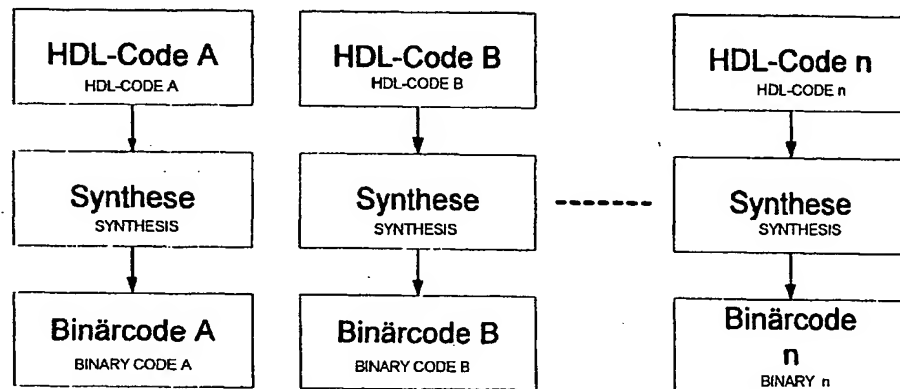 HDL-Code A
HDL-CODE A
HDL-Code B
HDL-CODE B
HDL-Code n
HDL-CODE n
Synthese
SYNTHESIS
Synthese
SYNTHESIS
Synthese
SYNTHESIS
Binärcode A
BINARY CODE A
Binärcode B
BINARY CODE B
Binärcode
n
BINARY n